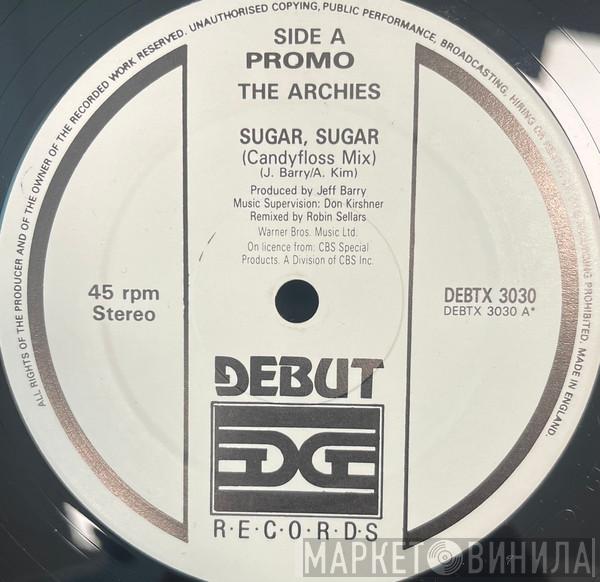 ALL RIGHTS OF THE PRODUCER AND OF THE OWNER OF THE RECORDED WORK RESERVED. UNAUTHORISED COPYING, PUBLIC PERFORMANCE, BROADCASTING, HIRING OR PROHIBITED. MADE IN ENGLAND.
SIDE A
PROMO
THE ARCHIES
SUGAR, SUGAR
(Candyfloss Mix)
(J. Barry/A. Kim)
Produced by Jeff Barry
Music Supervision: Don Kirshner
Remixed by Robin Sellars
Warner Bros. Music Ltd.
On licence from: CBS Special
Products. A Division of CBS Inc.
45 rpm
Stereo
DEBTX 3030
DEBTX 3030 A*
DEBUT
R·E·C·O·R·D·S
МАРКЕТ ВИНИЛА